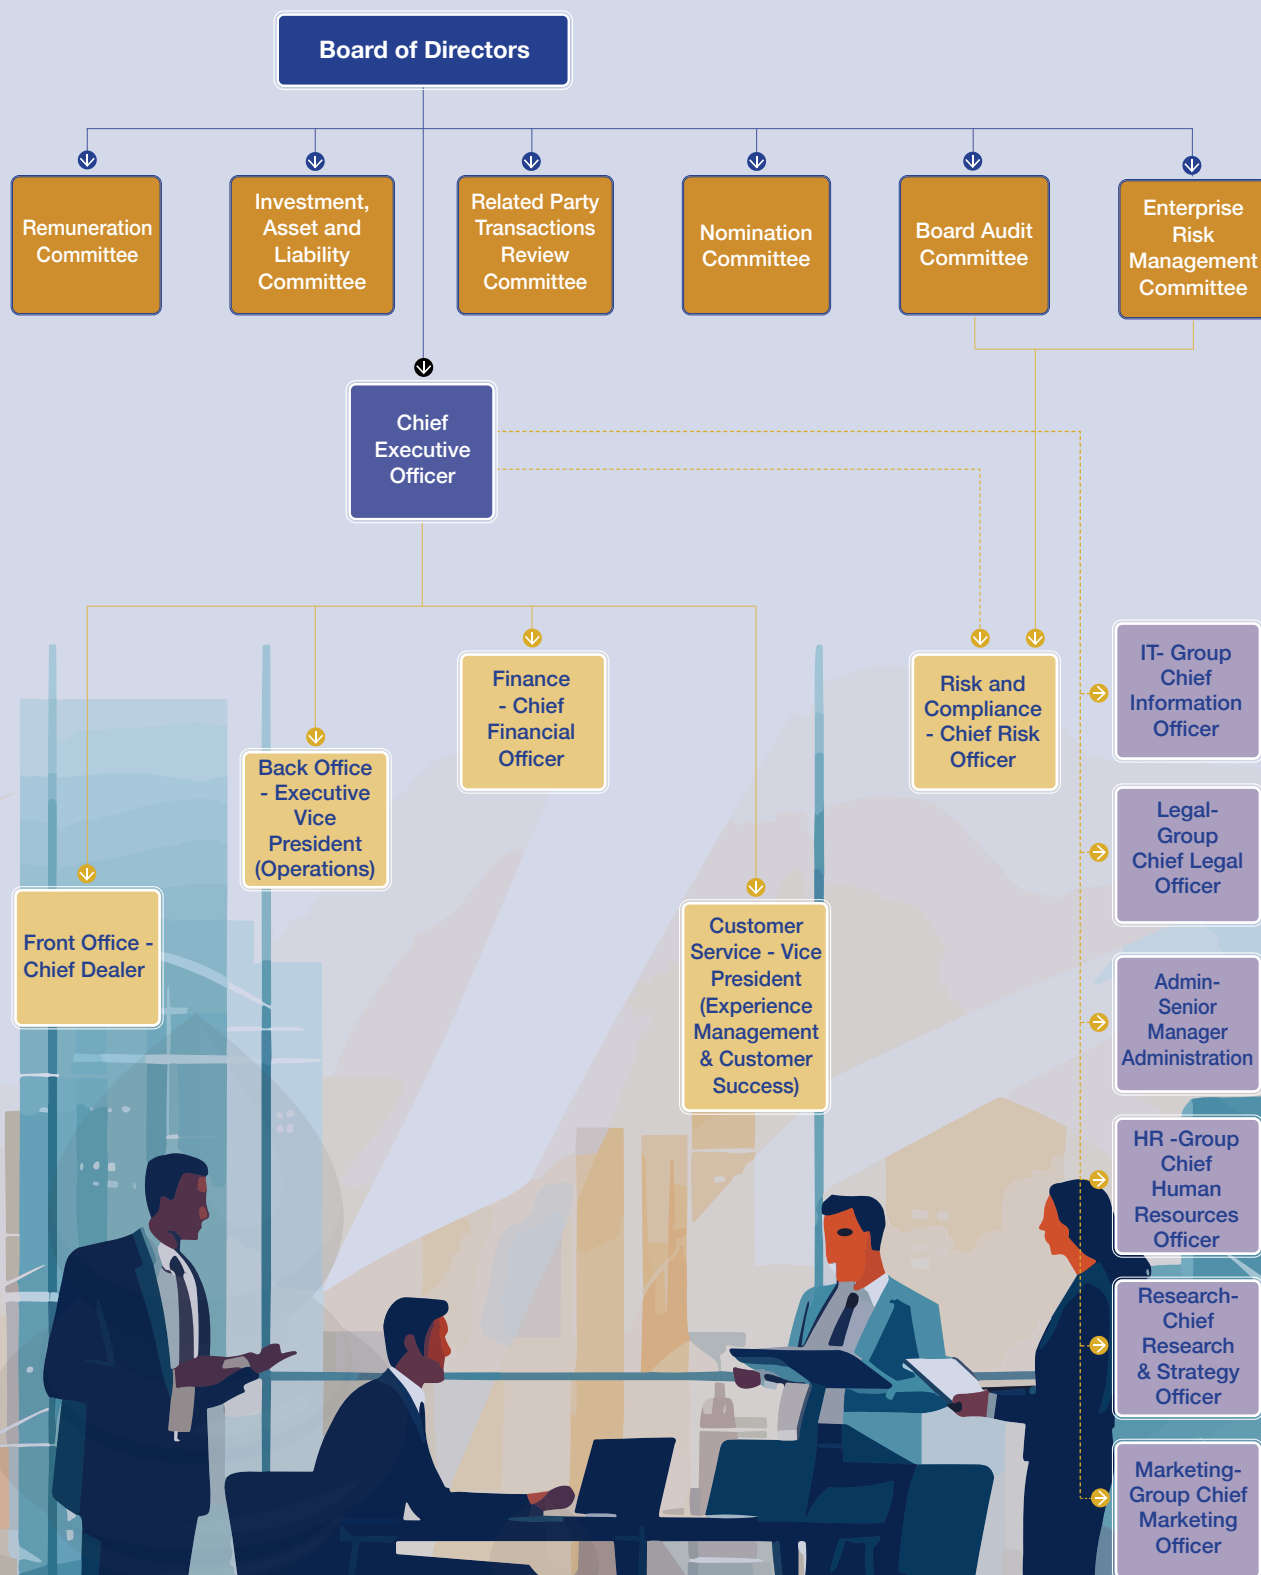 Board of Directors
Remuneration
Committee
Investment,
Asset and
Liability
Committee
Related Party
Transactions
Review
Committee
Nomination
Committee
Board Audit
Committee
Enterprise
Risk
Management
Committee
Chief
Executive
Officer
Front Office -
Chief Dealer
Back Office
- Executive
Vice
President
(Operations)
Finance
- Chief
Financial
Officer
Customer
Service - Vice
President
(Experience
Management
& Customer
Success)
Risk and
Compliance
- Chief Risk
Officer
IT- Group
Chief
Information
Officer
Legal-
Group
Chief Legal
Officer
Admin-
Senior
Manager
Administration
HR -Group
Chief
Human
Resources
Officer
Research-
Chief
Research
& Strategy
Officer
Marketing-
Group Chief
Marketing
Officer